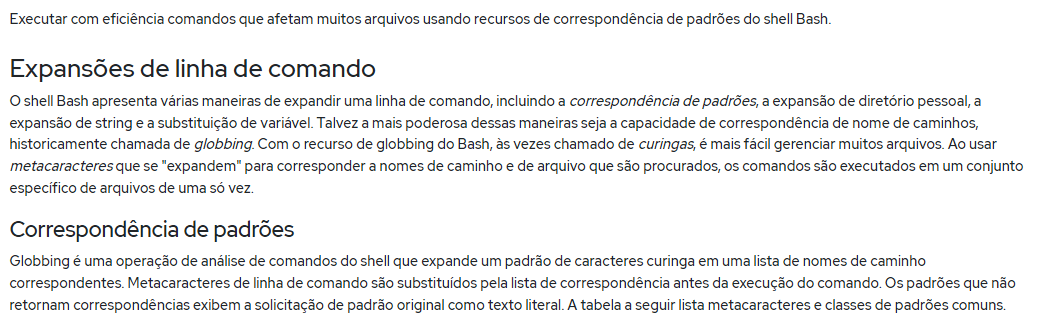 Executar com eficiência comandos que afetam muitos arquivos usando recursos de correspondência de padrões do shell Bash.
Expansões de linha de comando
O shell Bash apresenta várias maneiras de expandir uma linha de comando, incluindo a correspondência de padrões, a expansão de diretório pessoal, a
expansão de string e a substituição de variável. Talvez a mais poderosa dessas maneiras seja a capacidade de correspondência de nome de caminhos,
historicamente chamada de globbing. Com o recurso de globbing do Bash, às vezes chamado de curingas, é mais fácil gerenciar muitos arquivos. Ao usar
metacaracteres que se "expandem" para corresponder a nomes de caminho e de arquivo que são procurados, os comandos são executados em um conjunto
específico de arquivos de uma só vez.
Correspondência de padrões
Globbing é uma operação de análise de comandos do shell que expande um padrão de caracteres curinga em uma lista de nomes de caminho
correspondentes. Metacaracteres de linha de comando são substituídos pela lista de correspondência antes da execução do comando. Os padrões que não
retornam correspondências exibem a solicitação de padrão original como texto literal. A tabela a seguir lista metacaracteres e classes de padrões comuns.